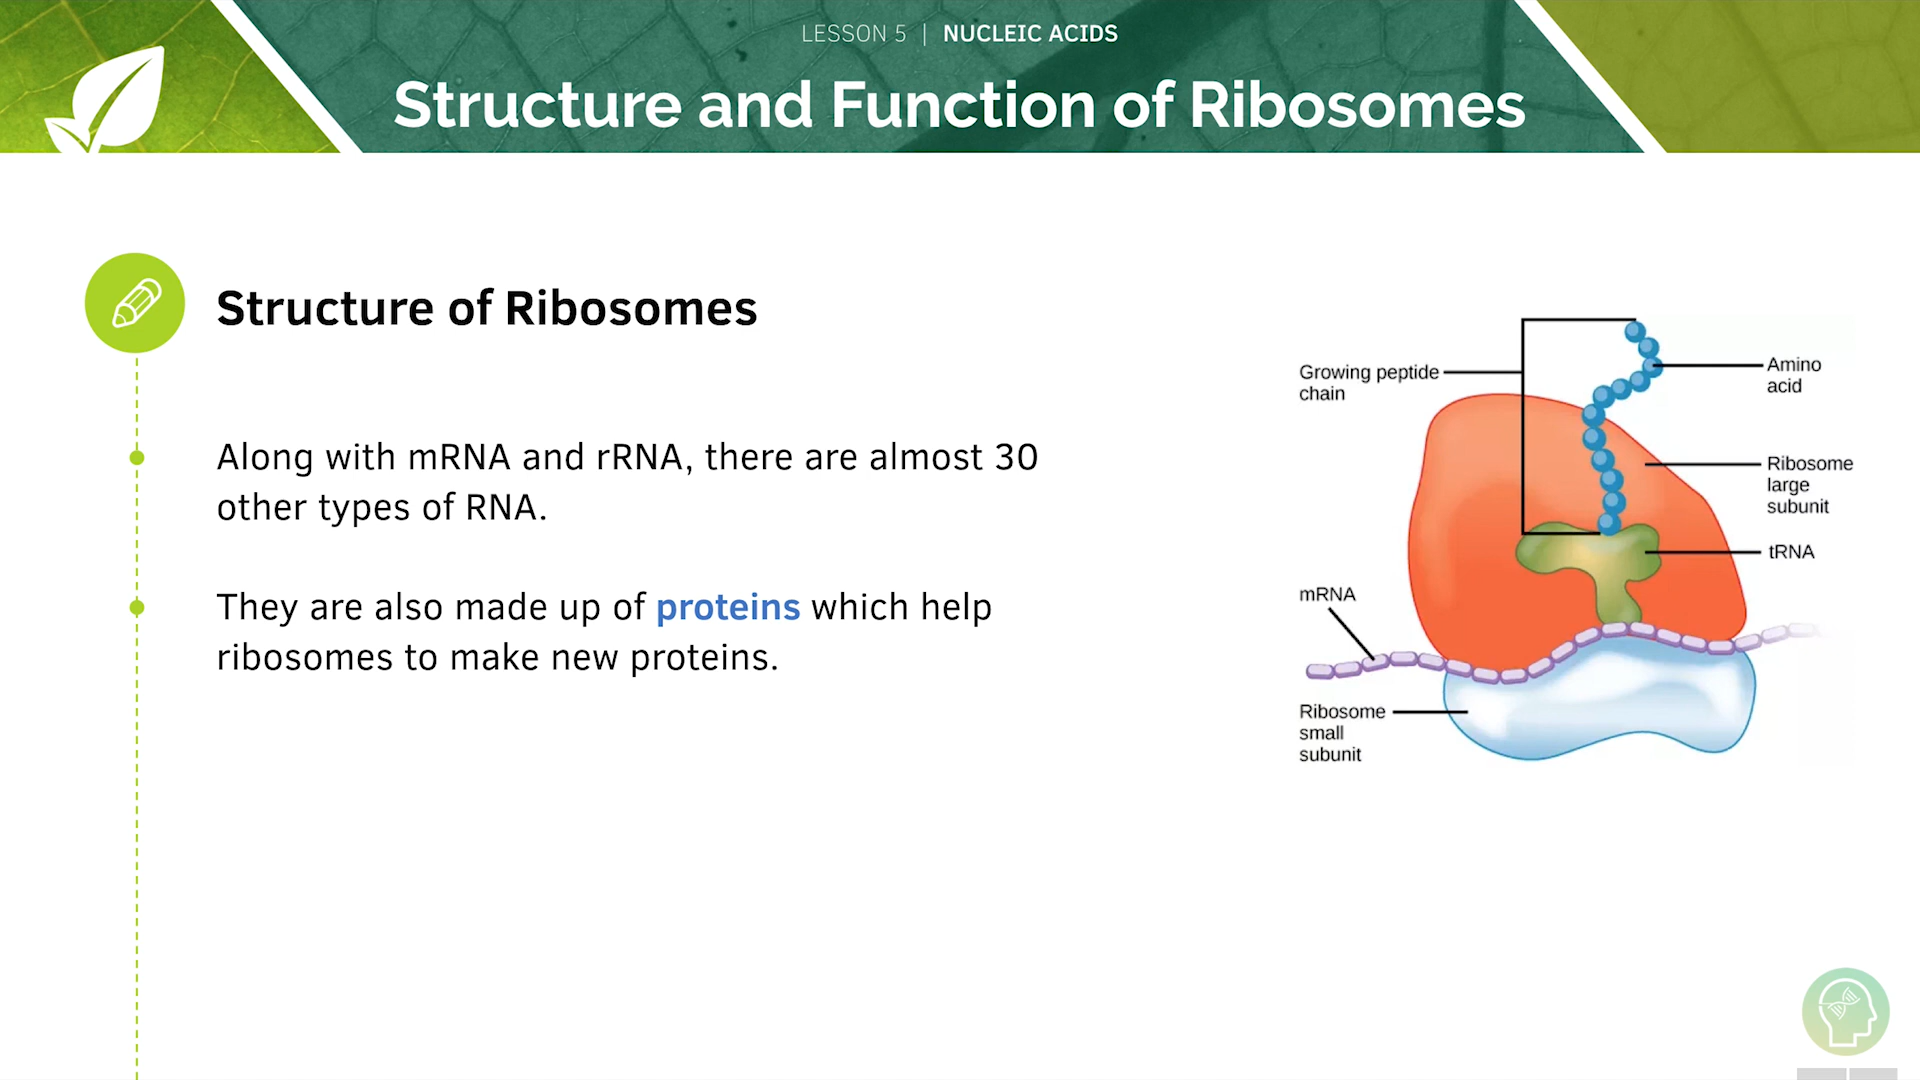 LESSON 5 | NUCLEIC ACIDS
Structure and Function of Ribosomes
Structure of Ribosomes
Along with mRNA and rRNA, there are almost 30
other types of RNA.
They are also made up of proteins which help
ribosomes to make new proteins.
Growing peptide
chain
Amino
acid
Ribosome
large
subunit
tRNA
mRNA
Ribosome
small
subunit